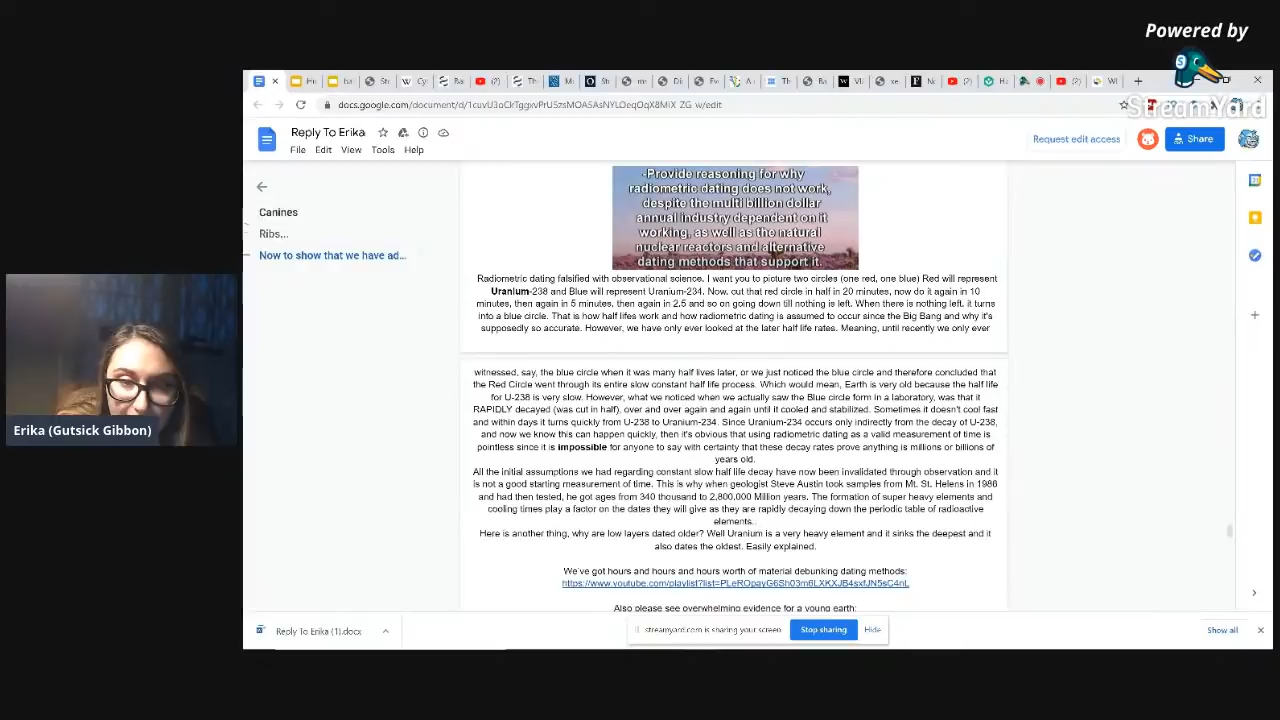 Powered by
StreamYard
docs.google.com/document/d/
Reply To Erika
File Edit View Tools Help
Request edit access
Share
Canines
Ribs...
Now to show that we have ad...
-Provide reasoning for why
radiometric dating does not work,
despite the multi billion dollar
annual industry dependent on it
working, as well as the natural
nuclear reactors and alternative
dating methods that support it.
Radiometric dating falsified with observational science. I want you to picture two circles (one red, one blue) Red will represent
Uranium-238 and Blue will represent Uranium-234. Now, cut that red circle in half in 20 minutes, now do it again in 10
minutes, then again in 5 minutes, then again in 2.5 and so on going down till nothing is left. When there is nothing left, it turns
into a blue circle. That is how half lifes work and how radiometric dating is assumed to occur since the Big Bang and why it's
supposedly so accurate. However, we have only ever looked at the later half life rates. Meaning, until recently we only ever
witnessed, say, the blue circle when it was many half lives later, or we just noticed the blue circle and therefore concluded that
the Red Circle went through its entire slow constant half life process. Which would mean, Earth is very old because the half life
for U-238 is very slow. However, what we noticed when we actually saw the Blue circle form in a laboratory, was that it
RAPIDLY decayed (was cut in half), over and over again and again until it cooled and stabilized. Sometimes it doesn't cool fast
and within days it turns quickly from U-238 to Uranium-234. Since Uranium-234 occurs only indirectly from the decay of U-238,
and now we know this can happen quickly, then it's obvious that using radiometric dating as a valid measurement of time is
pointless since it is impossible for anyone to say with certainty that these decay rates prove anything is millions or billions of
years old.
All the initial assumptions we had regarding constant slow half life decay have now been invalidated through observation and it
is not a good starting measurement of time. This is why when geologist Steve Austin took samples from Mt. St. Helens in 1986
and had then tested, he got ages from 340 thousand to 2,800,000 Million years. The formation of super heavy elements and
cooling times play a factor on the dates they will give as they are rapidly decaying down the periodic table of radioactive
elements..
Here is another thing, why are low layers dated older? Well Uranium is a very heavy element and it sinks the deepest and it
also dates the oldest. Easily explained.
We've got hours and hours and hours worth of material debunking dating methods:
https://www.youtube.com/playlist?list=
Also please see overwhelming evidence for a young earth:
Erika (Gutsick Gibbon)
Reply To Erika (1).docx
streamyard.com is sharing your screen.
Stop sharing
Hide
Show all